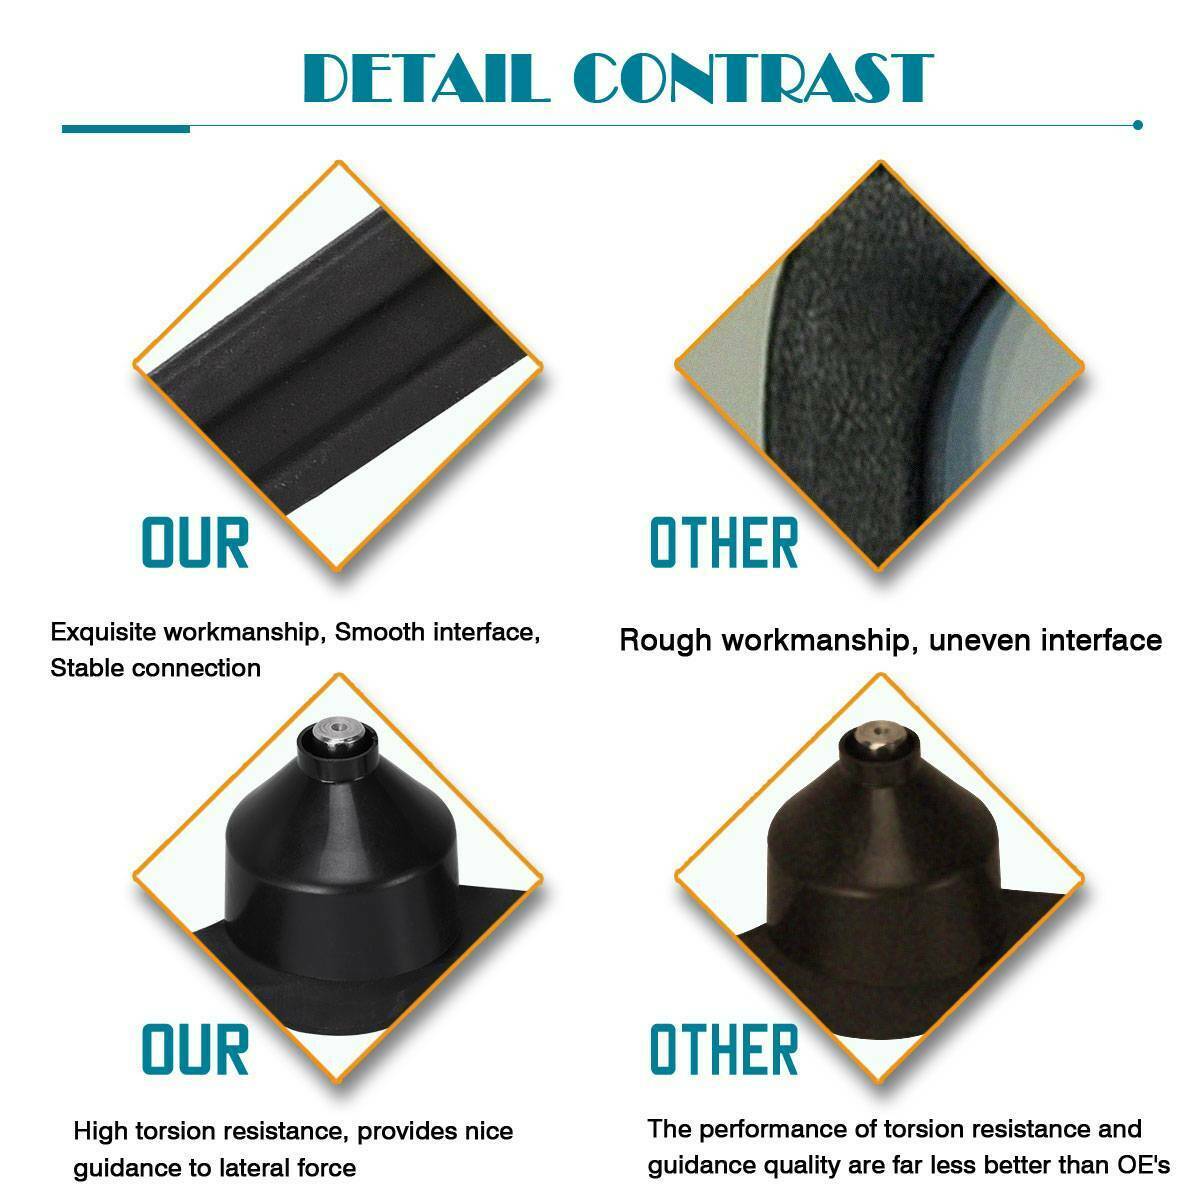 DETAIL CONTRAST
OUR
OTHER
Exquisite workmanship, Smooth interface,
Stable connection
Rough workmanship, uneven interface
OUR
OTHER
High torsion resistance, provides nice
guidance to lateral force
The performance of torsion resistance and
guidance quality are far less better than OE's